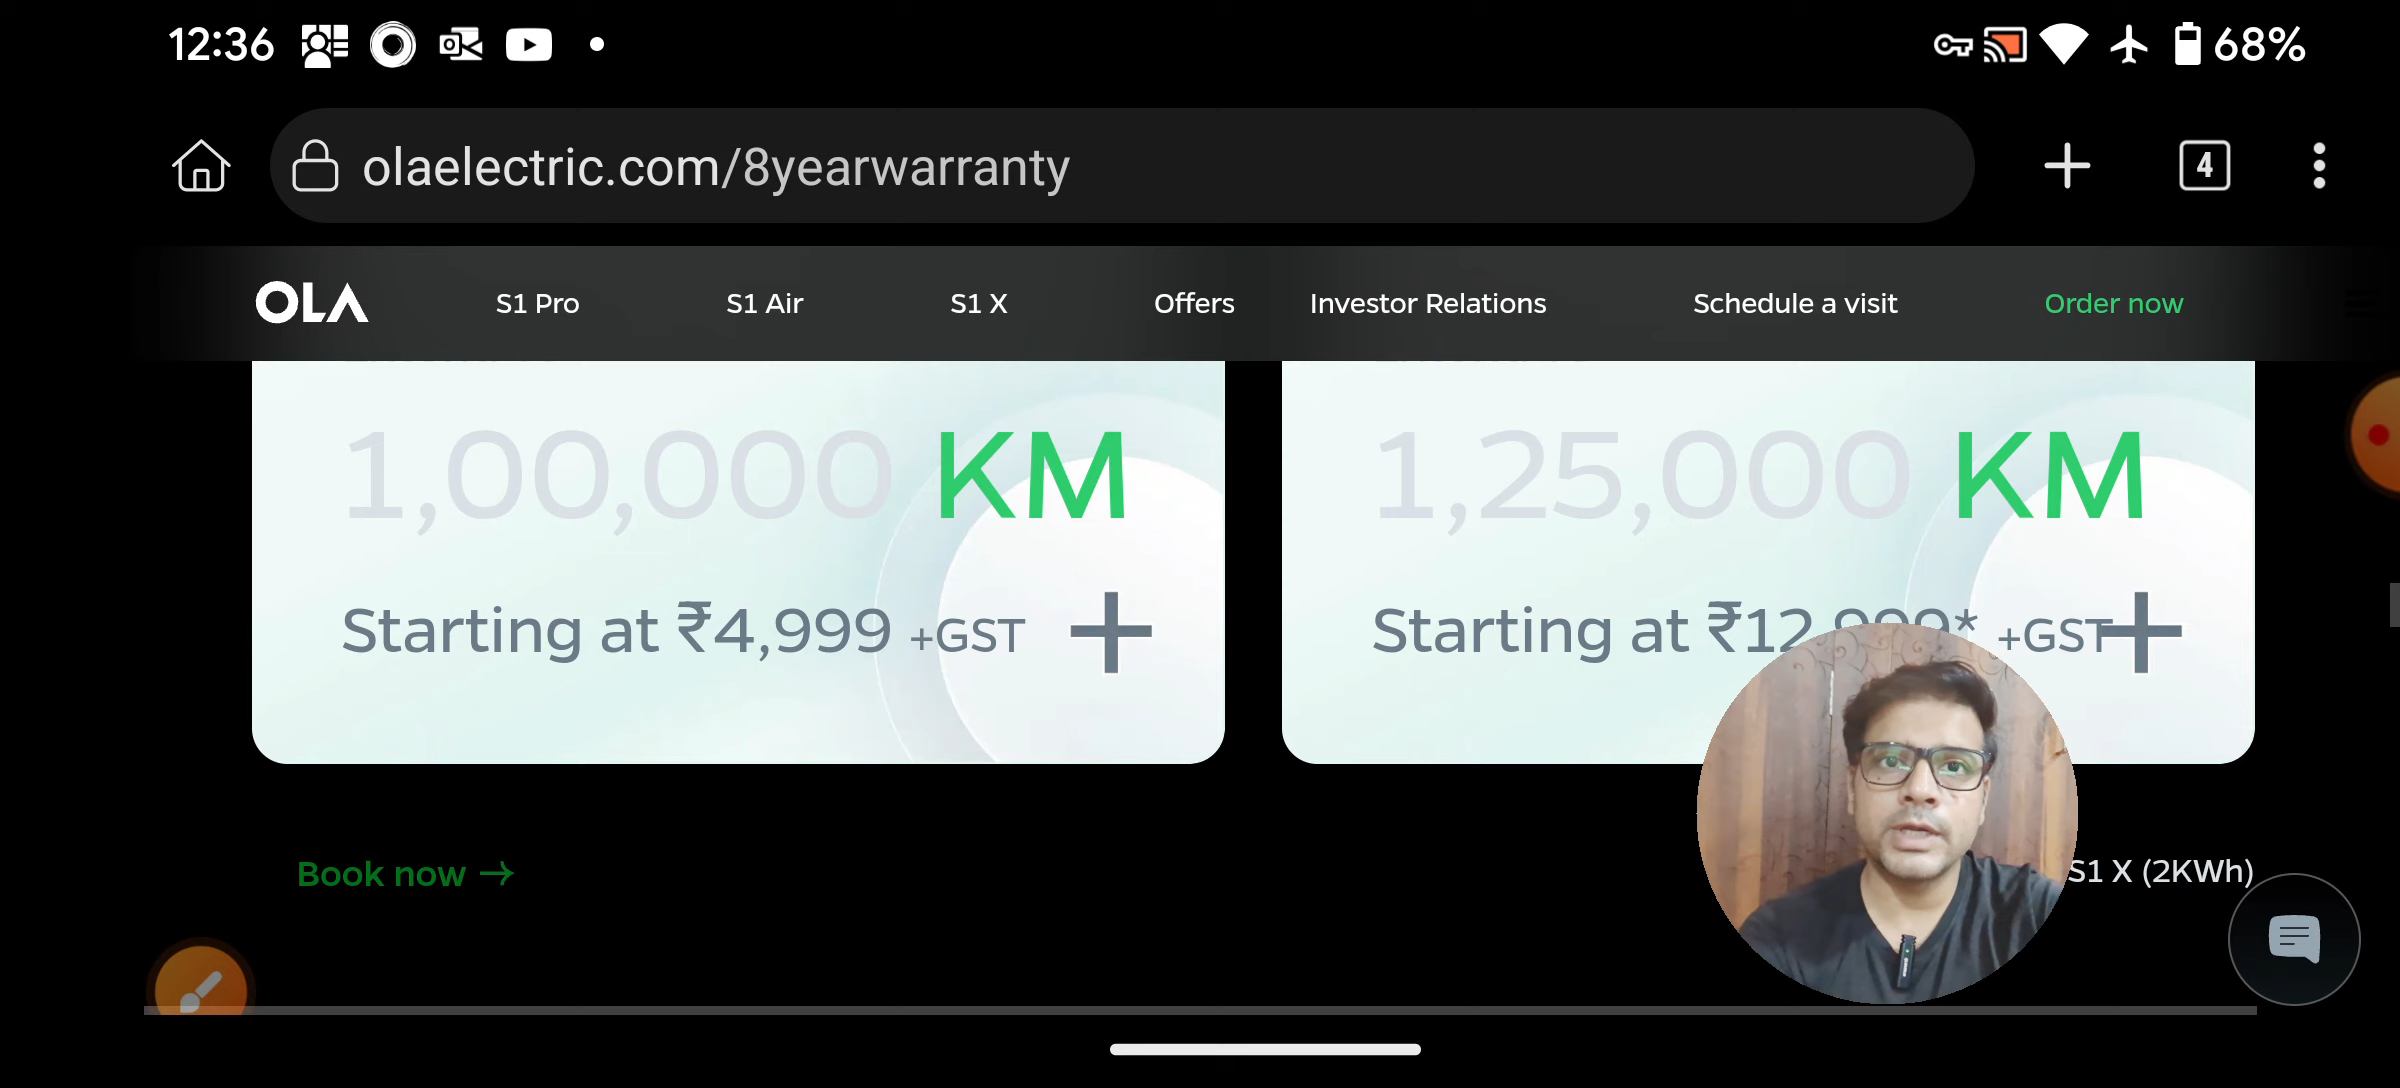 12:36
68%
olaelectric.com/8yearwarranty
4
OLA S1 Pro S1 Air S1 X Offers Investor Relations Schedule a visit Order now
1,00,000 KM
Starting at ₹4,999 +GST
1,25,000 KM
Starting at ₹12,999* +GST
Book now →
S1 X (2KWh)